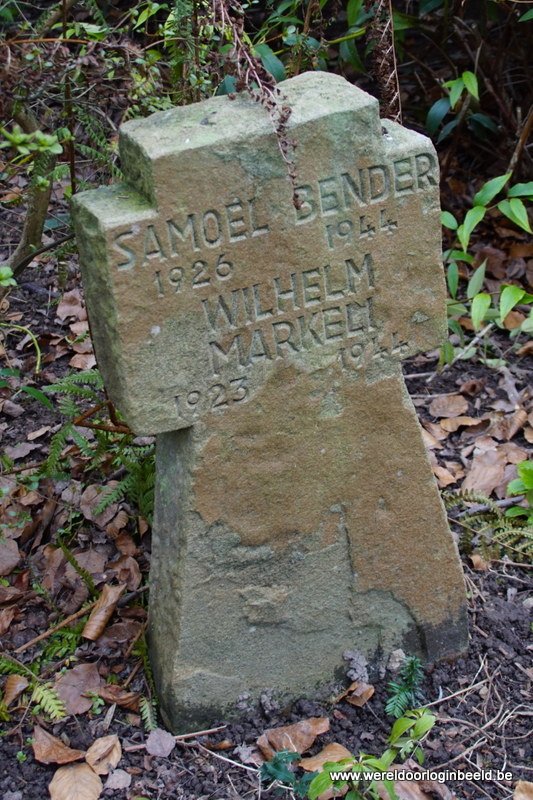 SAMOEL BENDER
1926 1944
WILHELM
MARKELI
1923 1944
www.wereldoorloginbeeld.be